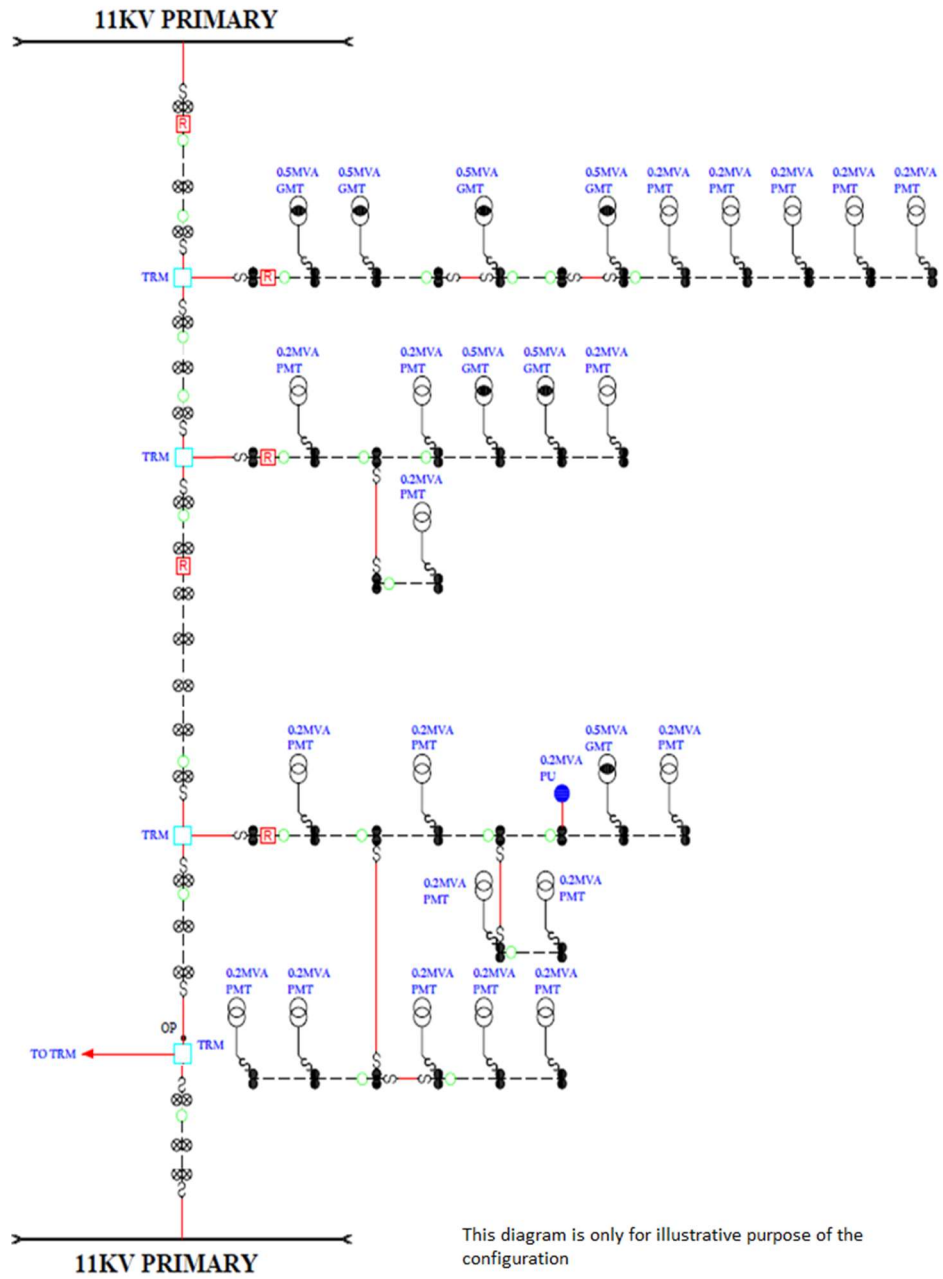 11KV PRIMARY
R
0.5MVA
GMT
0.5MVA
GMT
0.5MVA
GMT
0.5MVA
GMT
0.2MVA
PMT
0.2MVA
PMT
0.2MVA
PMT
0.2MVA
PMT
0.2MVA
PMT
TRM
R
0.2MVA
PMT
0.2MVA
PMT
0.5MVA
GMT
0.5MVA
GMT
0.2MVA
PMT
TRM
R
0.2MVA
PMT
R
0.2MVA
PMT
0.2MVA
PMT
0.2MVA
PU
0.5MVA
GMT
0.2MVA
PMT
TRM
R
0.2MVA
PMT
0.2MVA
PMT
0.2MVA
PMT
0.2MVA
PMT
0.2MVA
PMT
0.2MVA
PMT
0.2MVA
PMT
OP
TRM
TO TRM
11KV PRIMARY
This diagram is only for illustrative purpose of the
configuration